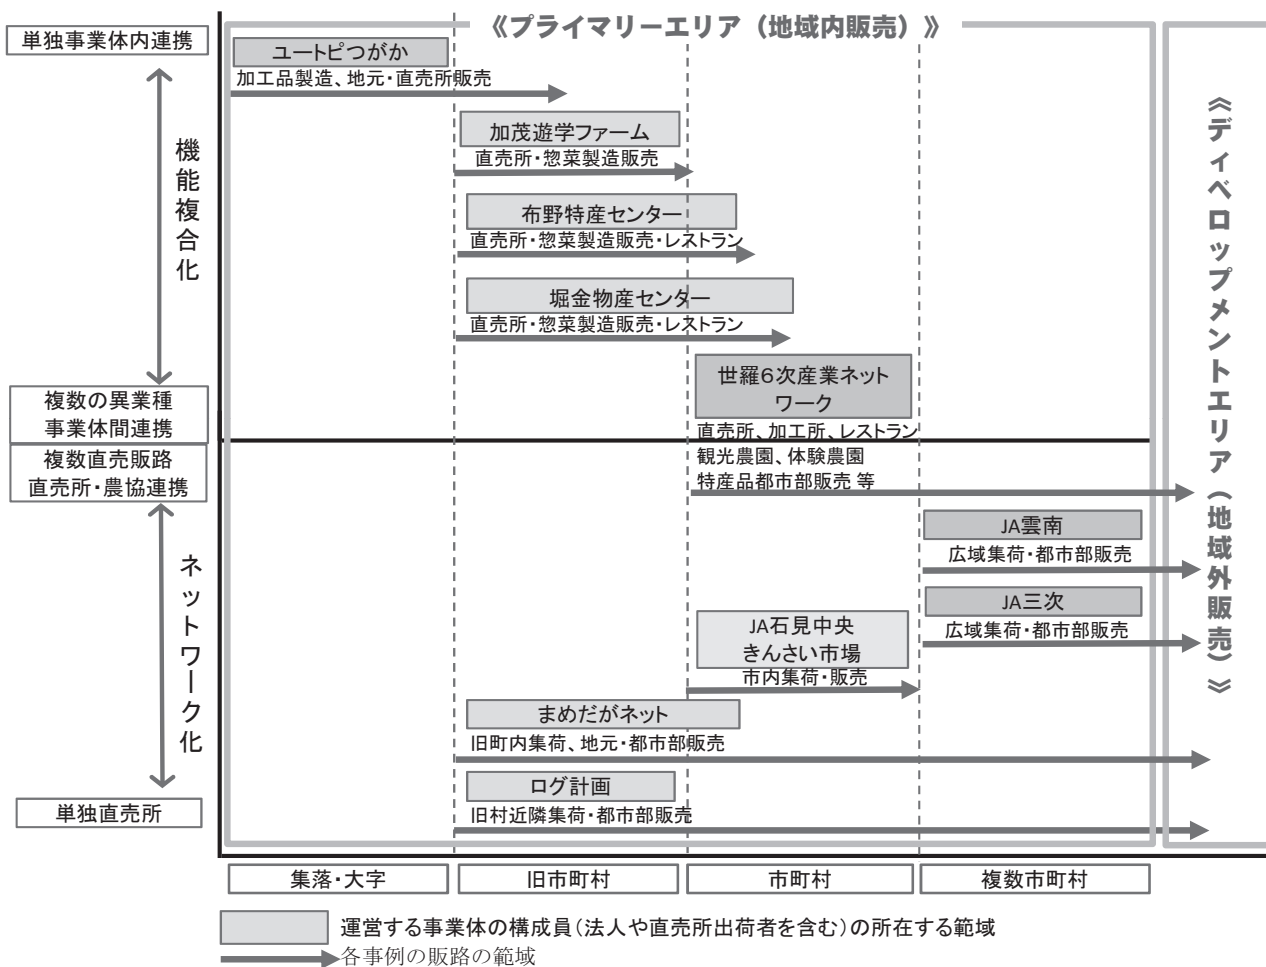 《プライマリーエリア（地域内販売）》
単独事業体内連携
機能複合化
複数の異業種
事業体間連携
複数直売販路
直売所・農協連携
ネットワーク化
単独直売所
ユートピつがか
加工品製造、地元・直売所販売
加茂遊学ファーム
直売所・惣菜製造販売
布野特産センター
直売所・惣菜製造販売・レストラン
堀金物産センター
直売所・惣菜製造販売・レストラン
世羅６次産業ネット
ワーク
直売所、加工所、レストラン
観光農園、体験農園
特産品都市部販売 等
JA雲南
広域集荷・都市部販売
JA三次
広域集荷・都市部販売
JA石見中央
きんさい市場
市内集荷・販売
まめだがネット
旧町内集荷、地元・都市部販売
ログ計画
旧村近隣集荷・都市部販売
《ディベロップメントエリア（地域外販売）》
集落・大字
旧市町村
市町村
複数市町村
運営する事業体の構成員（法人や直売所出荷者を含む）の所在する範域
各事例の販路の範域